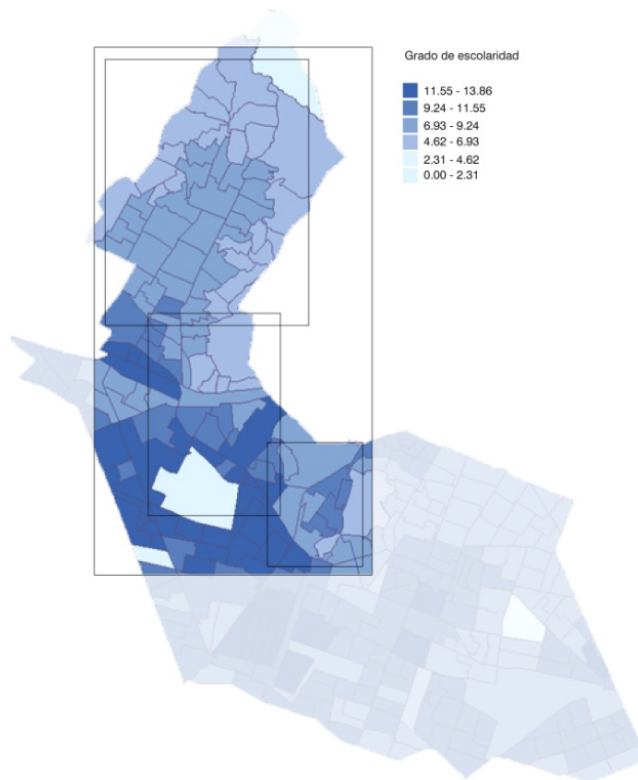 Grado de escolaridad
11.55 - 13.86
9.24 - 11.55
6.93 - 9.24
4.62 - 6.93
2.31 - 4.62
0.00 - 2.31